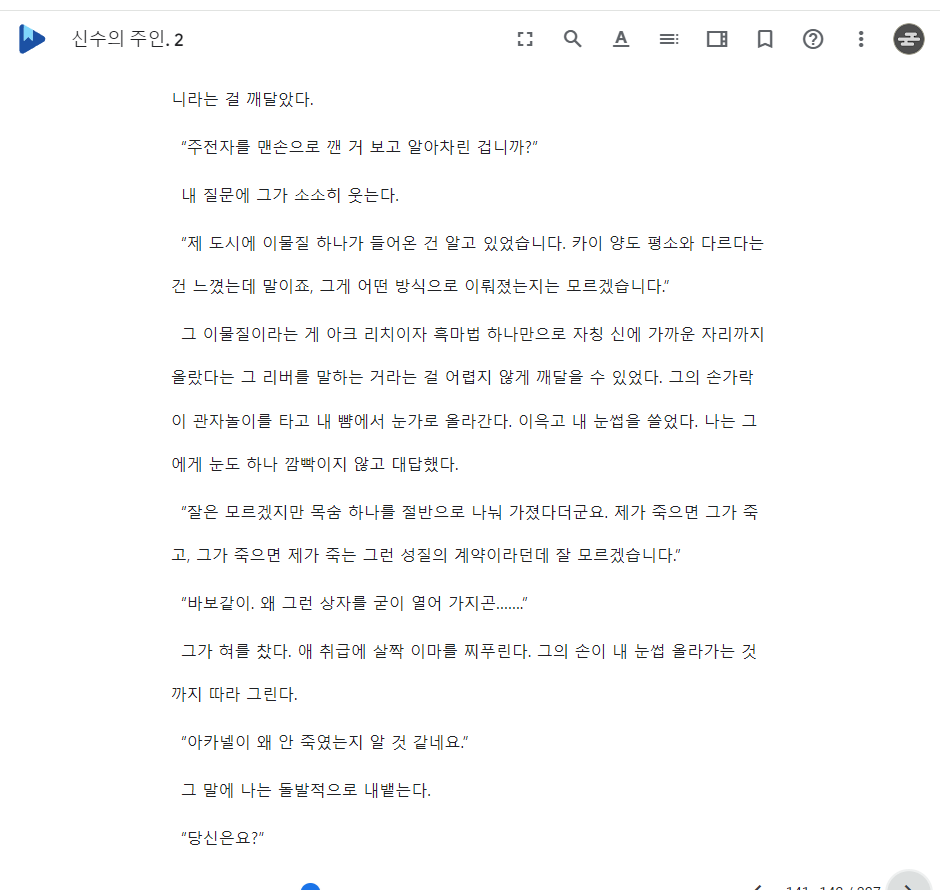 신수의 주인. 2
니라는 걸 깨달았다.
“주전자를 맨손으로 깬 거 보고 알아차린 겁니까?”
내 질문에 그가 소소히 웃는다.
“제 도시에 이물질 하나가 들어온 건 알고 있었습니다. 카이 양도 평소와 다르다는
건 느꼈는데 말이죠, 그게 어떤 방식으로 이뤄졌는지는 모르겠습니다.”
그 이물질이라는 게 아크 리치이자 흑마법 하나만으로 자칭 신에 가까운 자리까지
올랐다는 그 리버를 말하는 거라는 걸 어렵지 않게 깨달을 수 있었다. 그의 손가락
이 관자놀이를 타고 내 뺨에서 눈가로 올라간다. 이윽고 내 눈썹을 쓸었다. 나는 그
에게 눈도 하나 깜빡이지 않고 대답했다.
“잘은 모르겠지만 목숨 하나를 절반으로 나눠 가졌다더군요. 제가 죽으면 그가 죽
고, 그가 죽으면 제가 죽는 그런 성질의 계약이라던데 잘 모르겠습니다.”
“바보같이. 왜 그런 상자를 굳이 열어 가지곤…….”
그가 혀를 찼다. 애 취급에 살짝 이마를 찌푸린다. 그의 손이 내 눈썹 올라가는 것
까지 따라 그린다.
“아카넬이 왜 안 죽였는지 알 것 같네요.”
그 말에 나는 돌발적으로 내뱉는다.
“당신은요?”